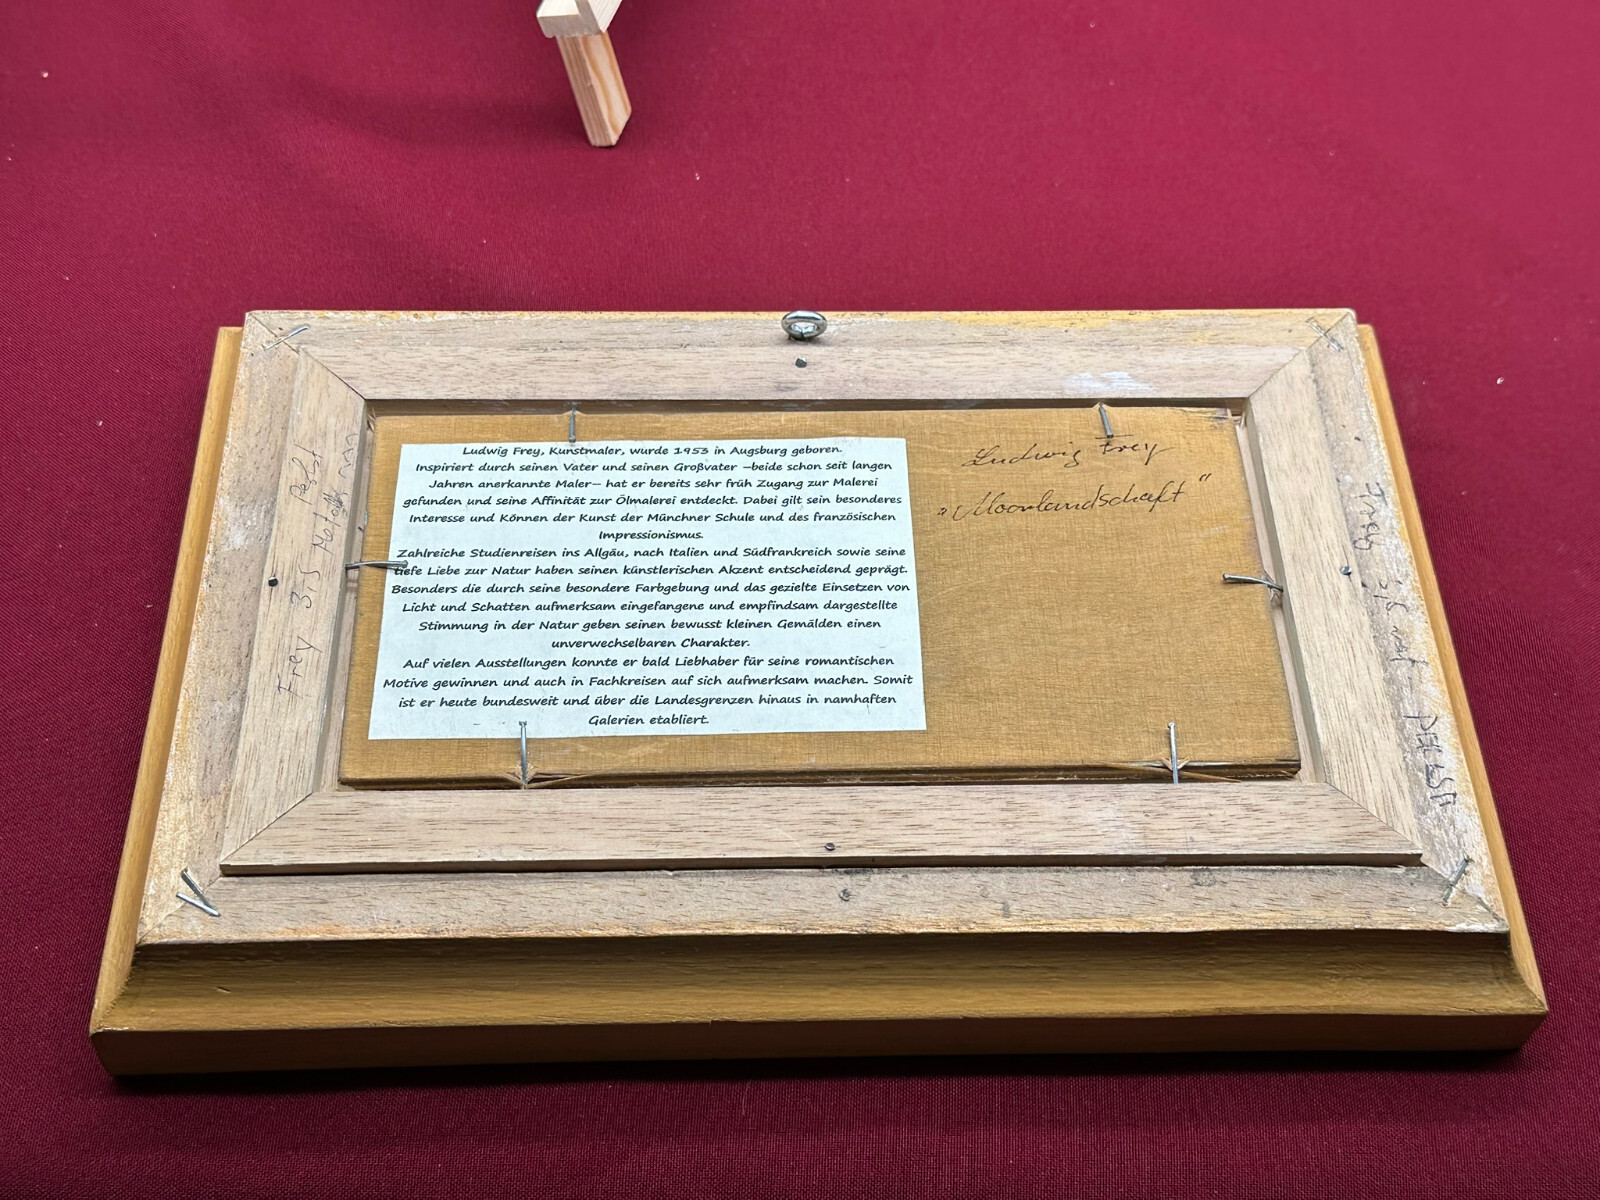 Ludwig Frey, Kunstmaler, wurde 1953 in Augsburg geboren.
Inspiriert durch seinen Vater und seinen Großvater –beide schon seit langen
Jahren anerkannte Maler– hat er bereits sehr früh Zugang zur Malerei
gefunden und seine Affinität zur Ölmalerei entdeckt. Dabei gilt sein besonderes
Interesse und Können der Kunst der Münchner Schule und des französischen
Impressionismus.
Zahlreiche Studienreisen ins Allgäu, nach Italien und Südfrankreich sowie seine
tiefe Liebe zur Natur haben seinen künstlerischen Akzent entscheidend geprägt.
Besonders die durch seine besondere Farbgebung und das gezielte Einsetzen von
Licht und Schatten aufmerksam eingefangene und empfindsam dargestellte
Stimmung in der Natur geben seinen bewusst kleinen Gemälden einen
unverwechselbaren Charakter.
Auf vielen Ausstellungen konnte er bald Liebhaber für seine romantischen
Motive gewinnen und auch in Fachkreisen auf sich aufmerksam machen. Somit
ist er heute bundesweit und über die Landesgrenzen hinaus in namhaften
Galerien etabliert.
Ludwig Frey
„Moorlandschaft“
Frey 3,5